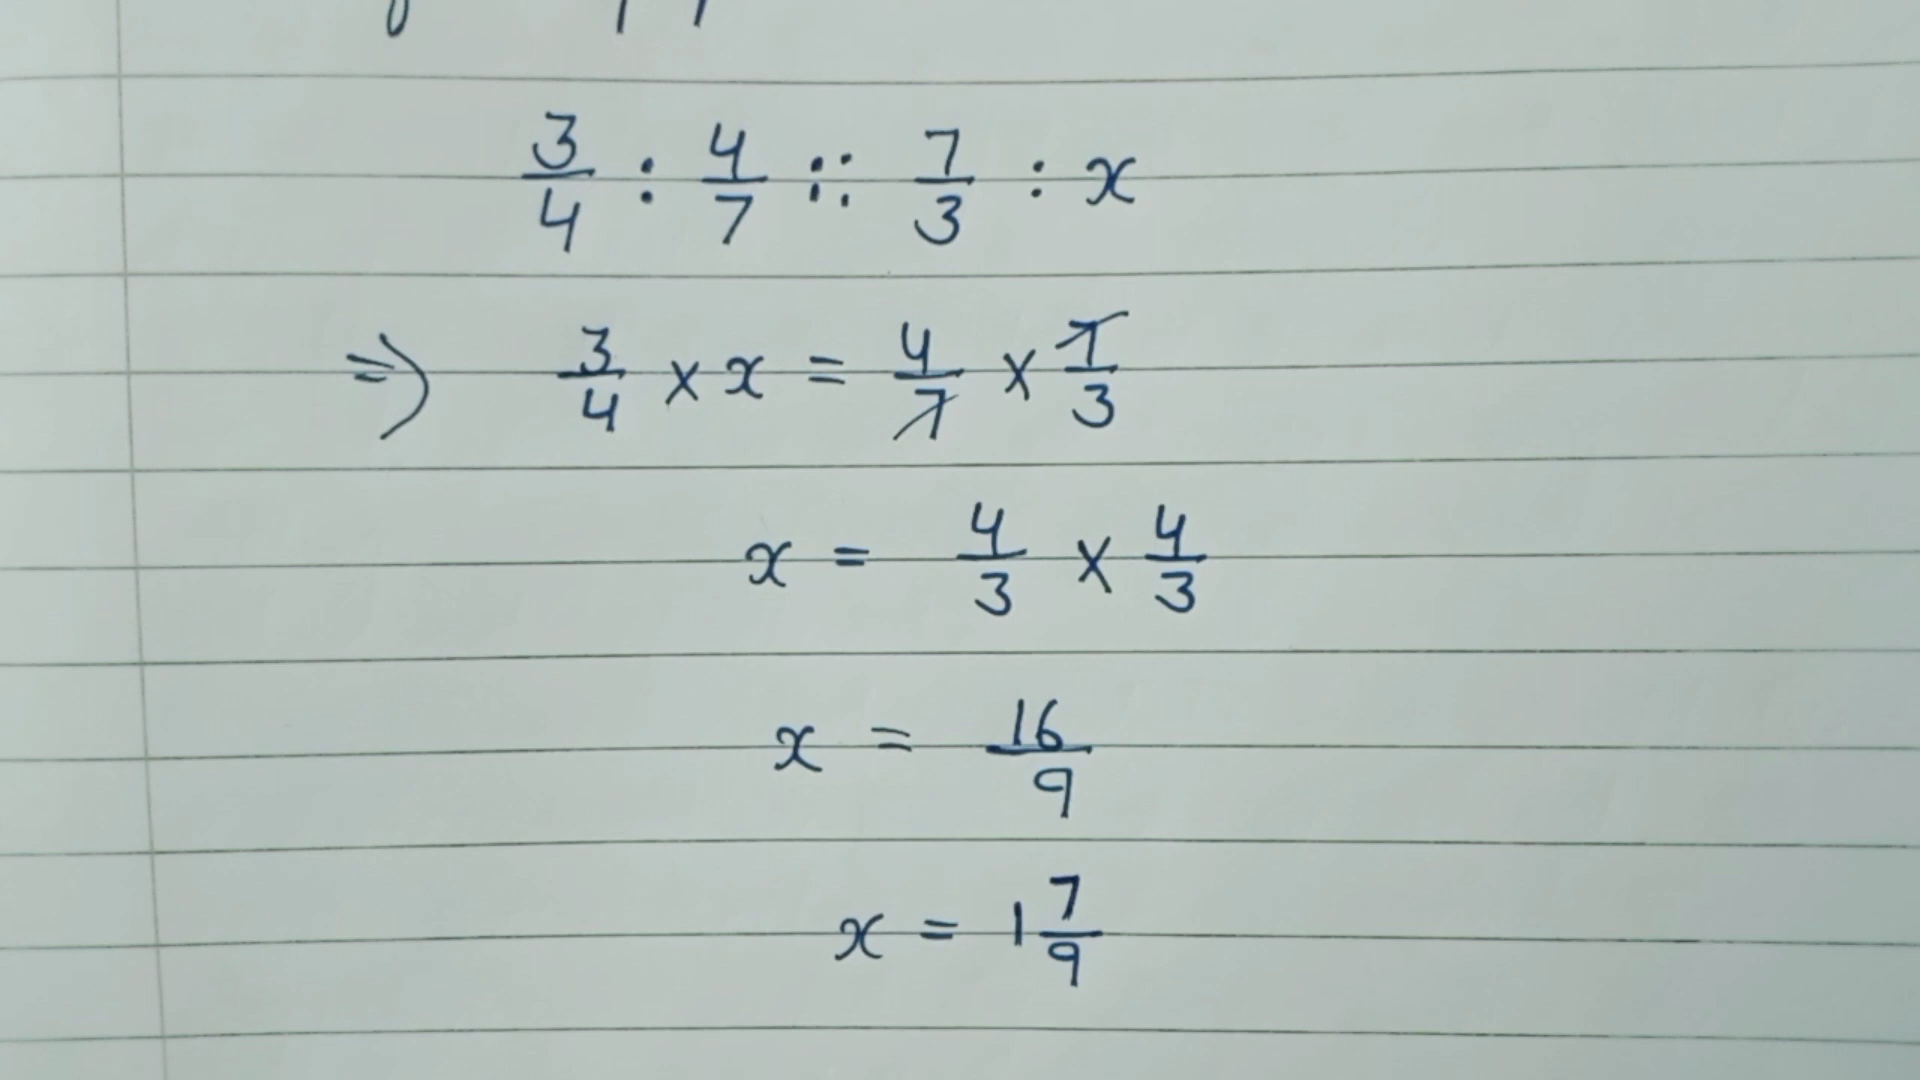 3/4 : 4/7 :: 7/3 : x
⇒ 3/4 × x = 4/7 × 7/3
x = 4/3 × 4/3
x = 16/9
x = 1 7/9